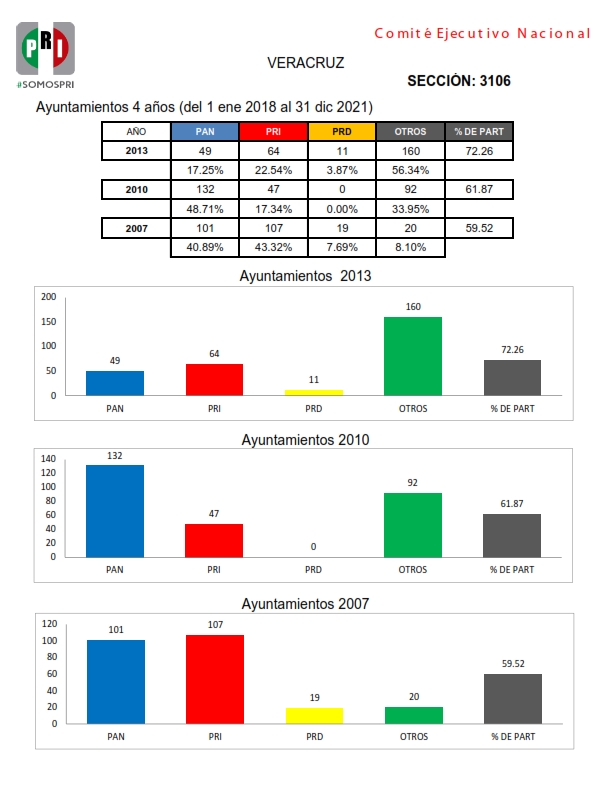 Comité Ejecutivo Nacional
PRI
#SOMOSPRI
VERACRUZ
SECCIÓN: 3106
Ayuntamientos 4 años (del 1 ene 2018 al 31 dic 2021)
AÑO PAN PRI PRD OTROS % DE PART
2013 49 64 11 160 72.26
17.25% 22.54% 3.87% 56.34%
2010 132 47 0 92 61.87
48.71% 17.34% 0.00% 33.95%
2007 101 107 19 20 59.52
40.89% 43.32% 7.69% 8.10%
Ayuntamientos 2013
200
150
100
50
0
49 64 11 160 72.26
PAN PRI PRD OTROS % DE PART
Ayuntamientos 2010
140
120
100
80
60
40
20
0
132 47 0 92 61.87
PAN PRI PRD OTROS % DE PART
Ayuntamientos 2007
120
100
80
60
40
20
0
101 107 19 20 59.52
PAN PRI PRD OTROS % DE PART